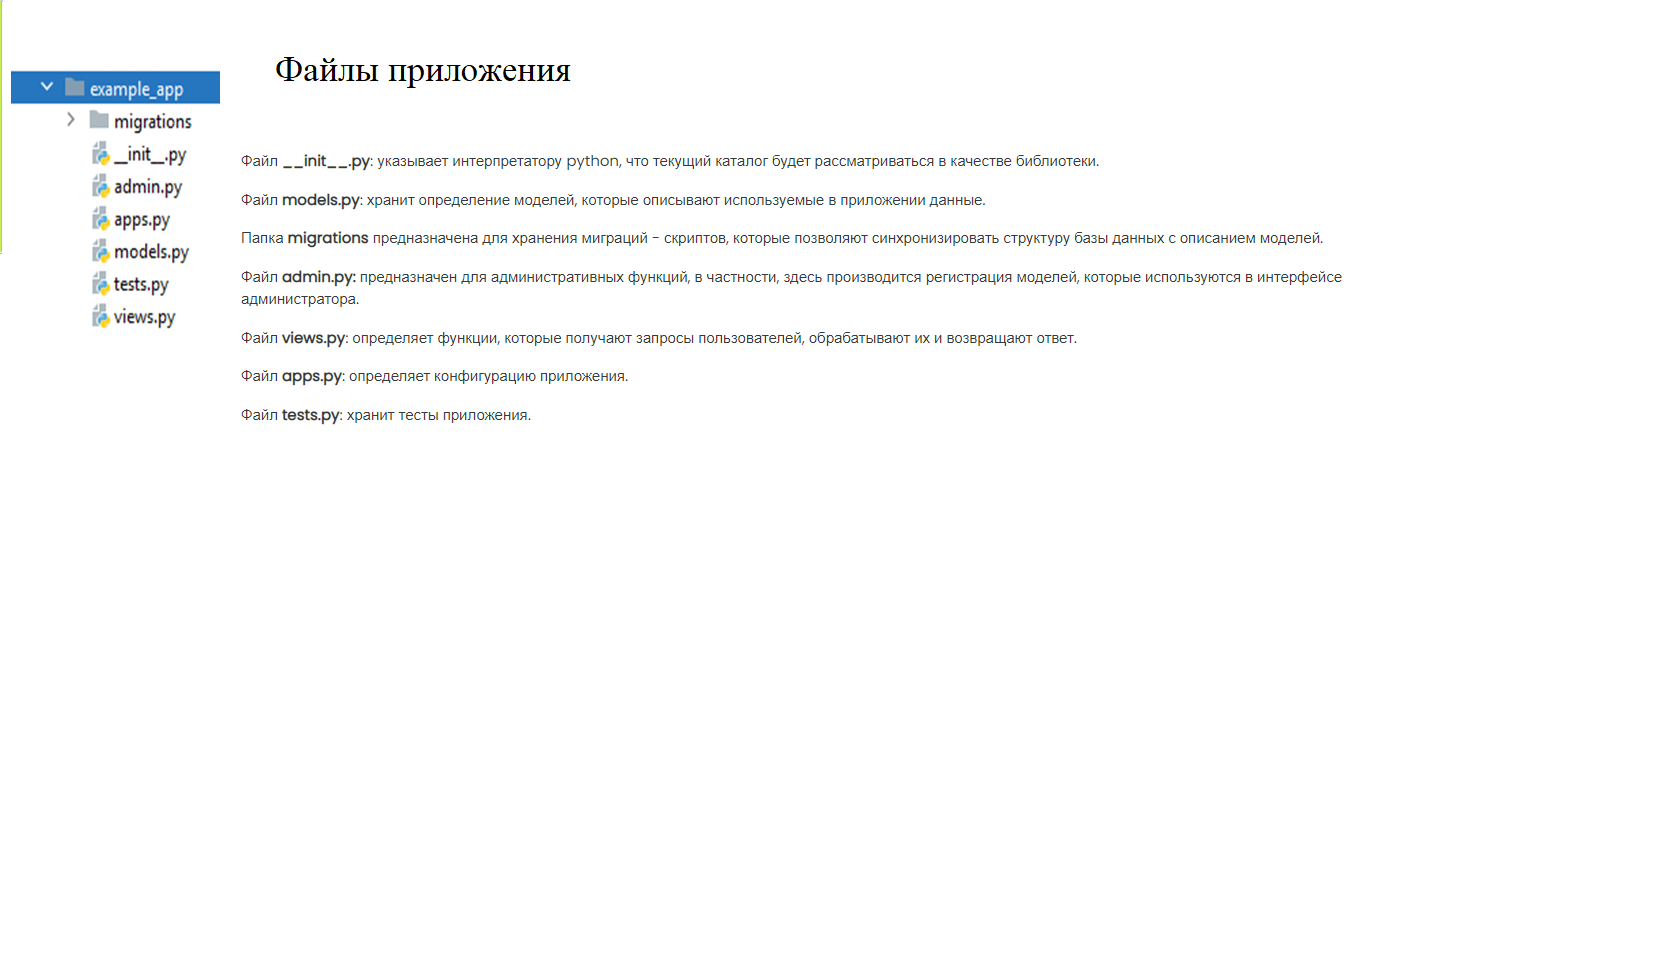 Файлы приложения
example_app
migrations
__init__.py
admin.py
apps.py
models.py
tests.py
views.py
Файл __init__.py: указывает интерпретатору python, что текущий каталог будет рассматриваться в качестве библиотеки.
Файл models.py: хранит определение моделей, которые описывают используемые в приложении данные.
Папка migrations предназначена для хранения миграций - скриптов, которые позволяют синхронизировать структуру базы данных с описанием моделей.
Файл admin.py: предназначен для административных функций, в частности, здесь производится регистрация моделей, которые используются в интерфейсе
администратора.
Файл views.py: определяет функции, которые получают запросы пользователей, обрабатывают их и возвращают ответ.
Файл apps.py: определяет конфигурацию приложения.
Файл tests.py: хранит тесты приложения.